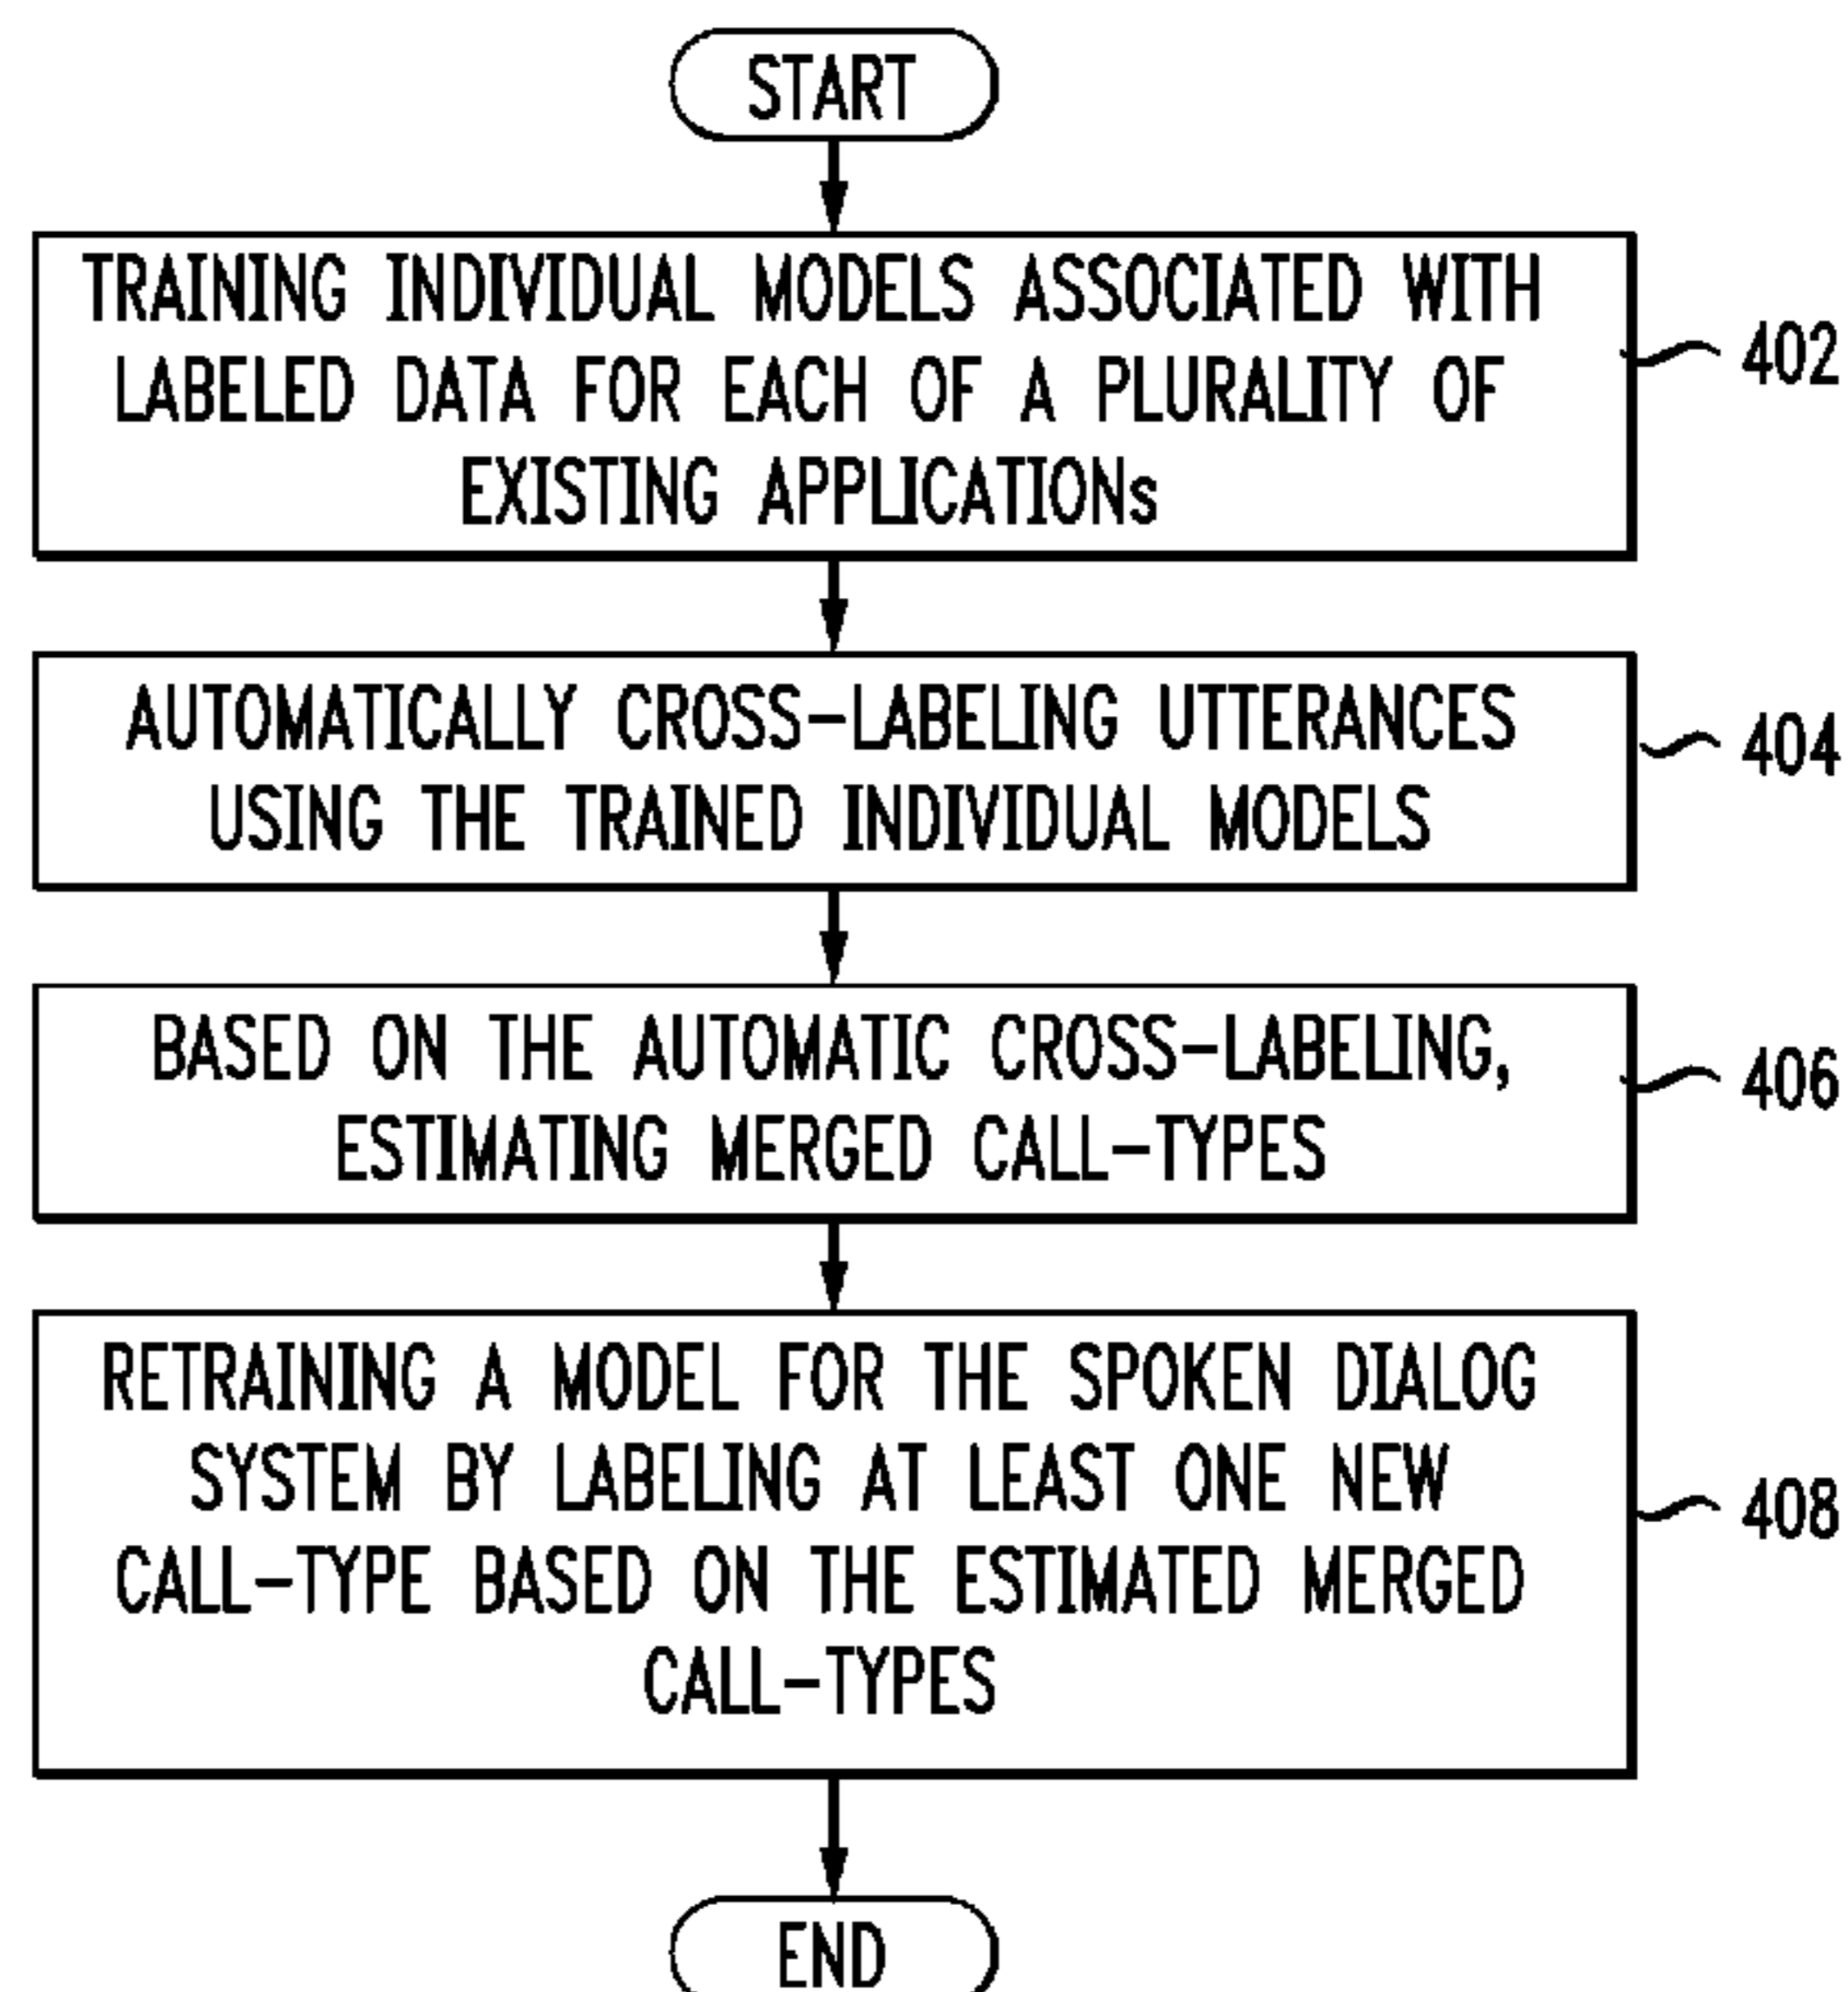 START
TRAINING INDIVIDUAL MODELS ASSOCIATED WITH
LABELED DATA FOR EACH OF A PLURALITY OF
EXISTING APPLICATIONs
402
AUTOMATICALLY CROSS-LABELING UTTERANCES
USING THE TRAINED INDIVIDUAL MODELS
404
BASED ON THE AUTOMATIC CROSS-LABELING,
ESTIMATING MERGED CALL-TYPES
406
RETRAINING A MODEL FOR THE SPOKEN DIALOG
SYSTEM BY LABELING AT LEAST ONE NEW
CALL-TYPE BASED ON THE ESTIMATED MERGED
CALL-TYPES
408
END